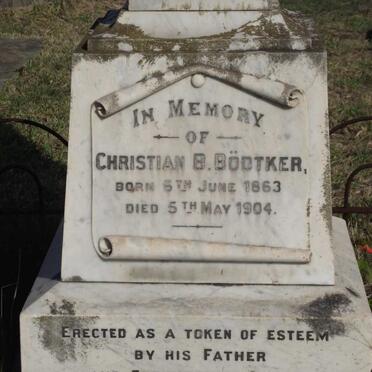 IN MEMORY
OF
CHRISTIAN B. BÖDTKER,
BORN 6TH JUNE 1863
DIED 5TH MAY 1904.
ERECTED AS A TOKEN OF ESTEEM
BY HIS FATHER